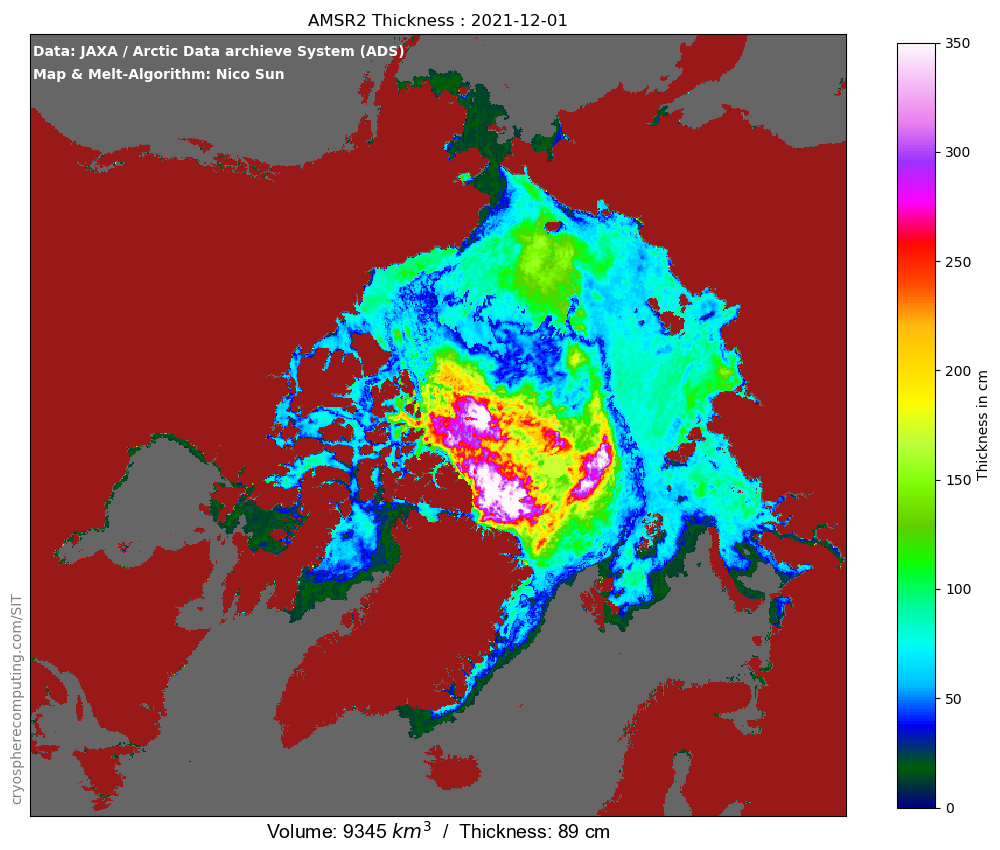 AMSR2 Thickness : 2021-12-01
Data: JAXA / Arctic Data archieve System (ADS)
Map & Melt-Algorithm: Nico Sun
350
300
250
200
150
100
50
0
Thickness in cm
cryospherecomputing.com/SIT
Volume: 9345 km³ / Thickness: 89 cm